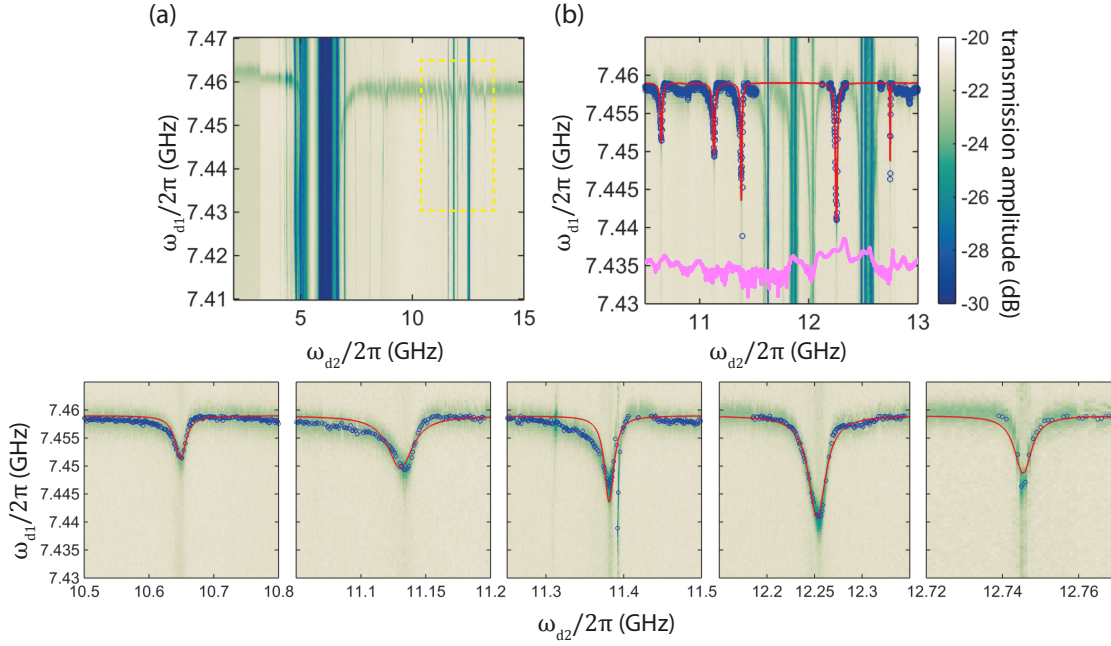 (a)
(b)
7.47
7.46
7.45
7.44
7.43
7.42
7.41
5
10
15
ω_d1/2π (GHz)
ω_d2/2π (GHz)
7.46
7.455
7.45
7.445
7.44
7.435
7.43
11
12
13
ω_d1/2π (GHz)
ω_d2/2π (GHz)
-20
-22
-24
-26
-28
-30
transmission amplitude (dB)
7.46
7.455
7.45
7.445
7.44
7.435
7.43
ω_d1/2π (GHz)
10.5 10.6 10.7 10.8
11.1 11.15 11.2
11.3 11.4 11.5
12.2 12.25 12.3
12.72 12.74 12.76
ω_d2/2π (GHz)